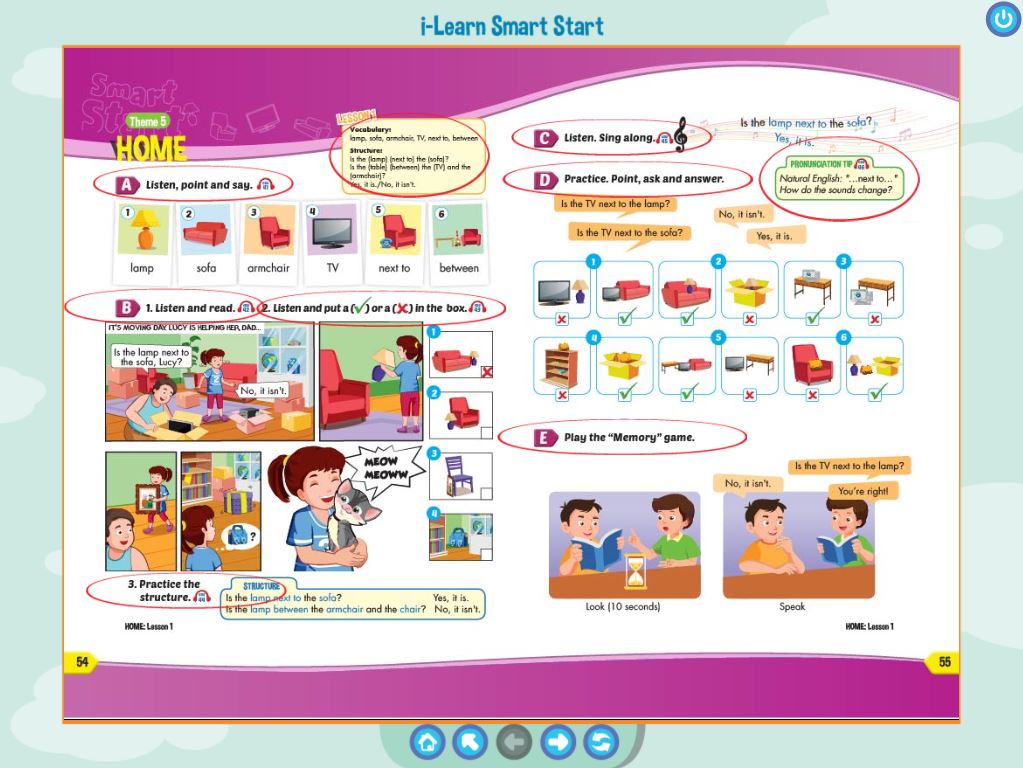 i-Learn Smart Start
Smart
Start
Theme 5
HOME
LESSON 1
Vocabulary:
lamp, sofa, armchair, TV, next to, between
Structure:
Is the (lamp) (next to) the (sofa)?
Is the (table) (between) the (TV) and the
(armchair)?
Yes, it is./No, it isn't.
A Listen, point and say.
1
2
3
4
5
6
lamp
sofa
armchair
TV
next to
between
B 1. Listen and read.
2. Listen and put a (✓) or a (✗) in the box.
IT'S MOVING DAY. LUCY IS HELPING HER DAD...
Is the lamp next to
the sofa, Lucy?
No, it isn't.
1
2
3
4
MEOW
MEOWW
?
3. Practice the
structure.
STRUCTURE
Is the lamp next to the sofa? Yes, it is.
Is the lamp between the armchair and the chair? No, it isn't.
HOME: Lesson 1
54
C Listen. Sing along.
Is the lamp next to the sofa?
Yes, it is.
D Practice. Point, ask and answer.
PRONUNCIATION TIP
Natural English: "...next to..."
How do the sounds change?
Is the TV next to the lamp?
No, it isn't.
Is the TV next to the sofa?
Yes, it is.
1
2
3
4
5
6
E Play the "Memory" game.
Is the TV next to the lamp?
No, it isn't.
You're right!
Look (10 seconds)
Speak
HOME: Lesson 1
55